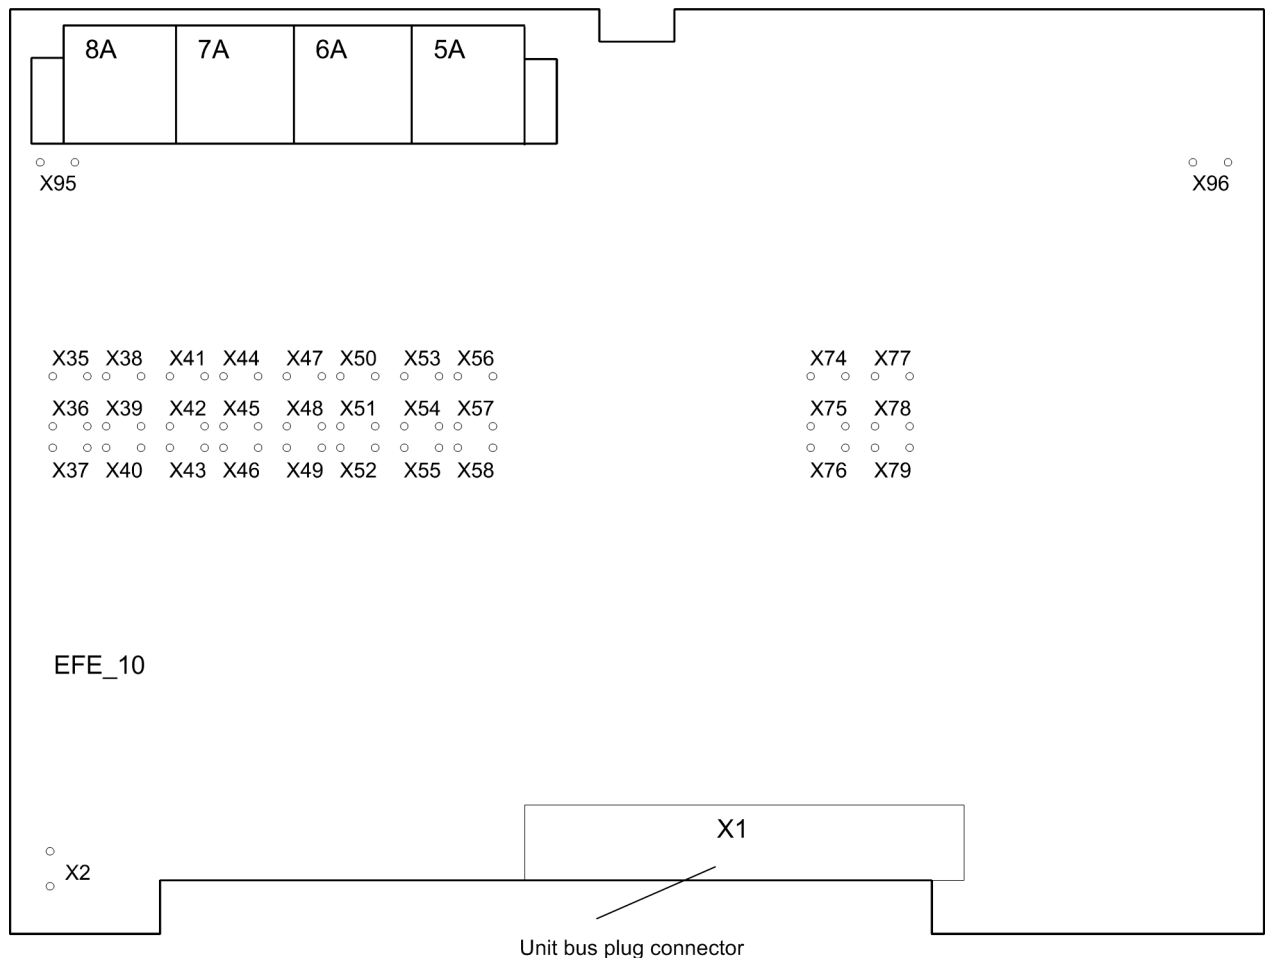 8A 7A 6A 5A
X95 X96
X35 X38 X41 X44 X47 X50 X53 X56 X74 X77
X36 X39 X42 X45 X48 X51 X54 X57 X75 X78
X37 X40 X43 X46 X49 X52 X55 X58 X76 X79
EFE_10
X1
X2
Unit bus plug connector